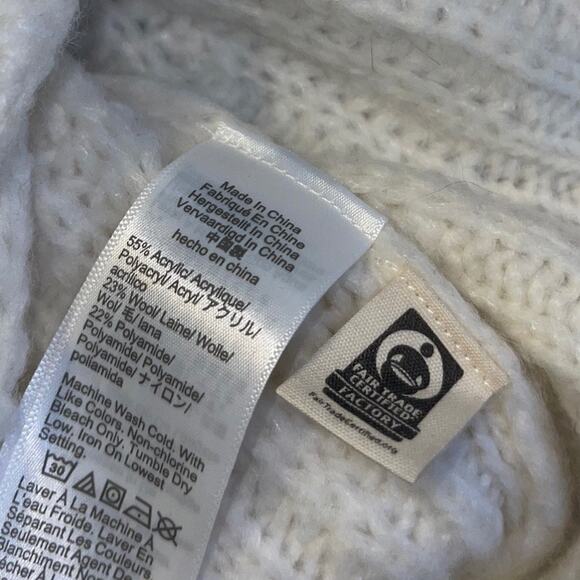 Made In China
Fabriqué En Chine
Hergestellt In China
Vervaardigd In China
中国製
hecho en china
55% Acrylic/Acrylique/
Polyacryl/Acryl/アクリル/
acrílico
23% Wool/Laine/Wolle/
Wol/毛/lana
22% Polyamide/
Polyamide/Polyamid/
Polyamide/ナイロン/
poliamida
Machine Wash Cold. With
Like Colors. Non-chlorine
Bleach Only. Tumble Dry
Low. Iron On Lowest
Setting.
30
Laver À La Machine À
L'eau Froide. Laver En
Séparant Les Couleurs
Seulement Agent De
Blanchiment Non
Sécher
FAIR TRADE
CERTIFIED
FACTORY
FairTradeCertified.org